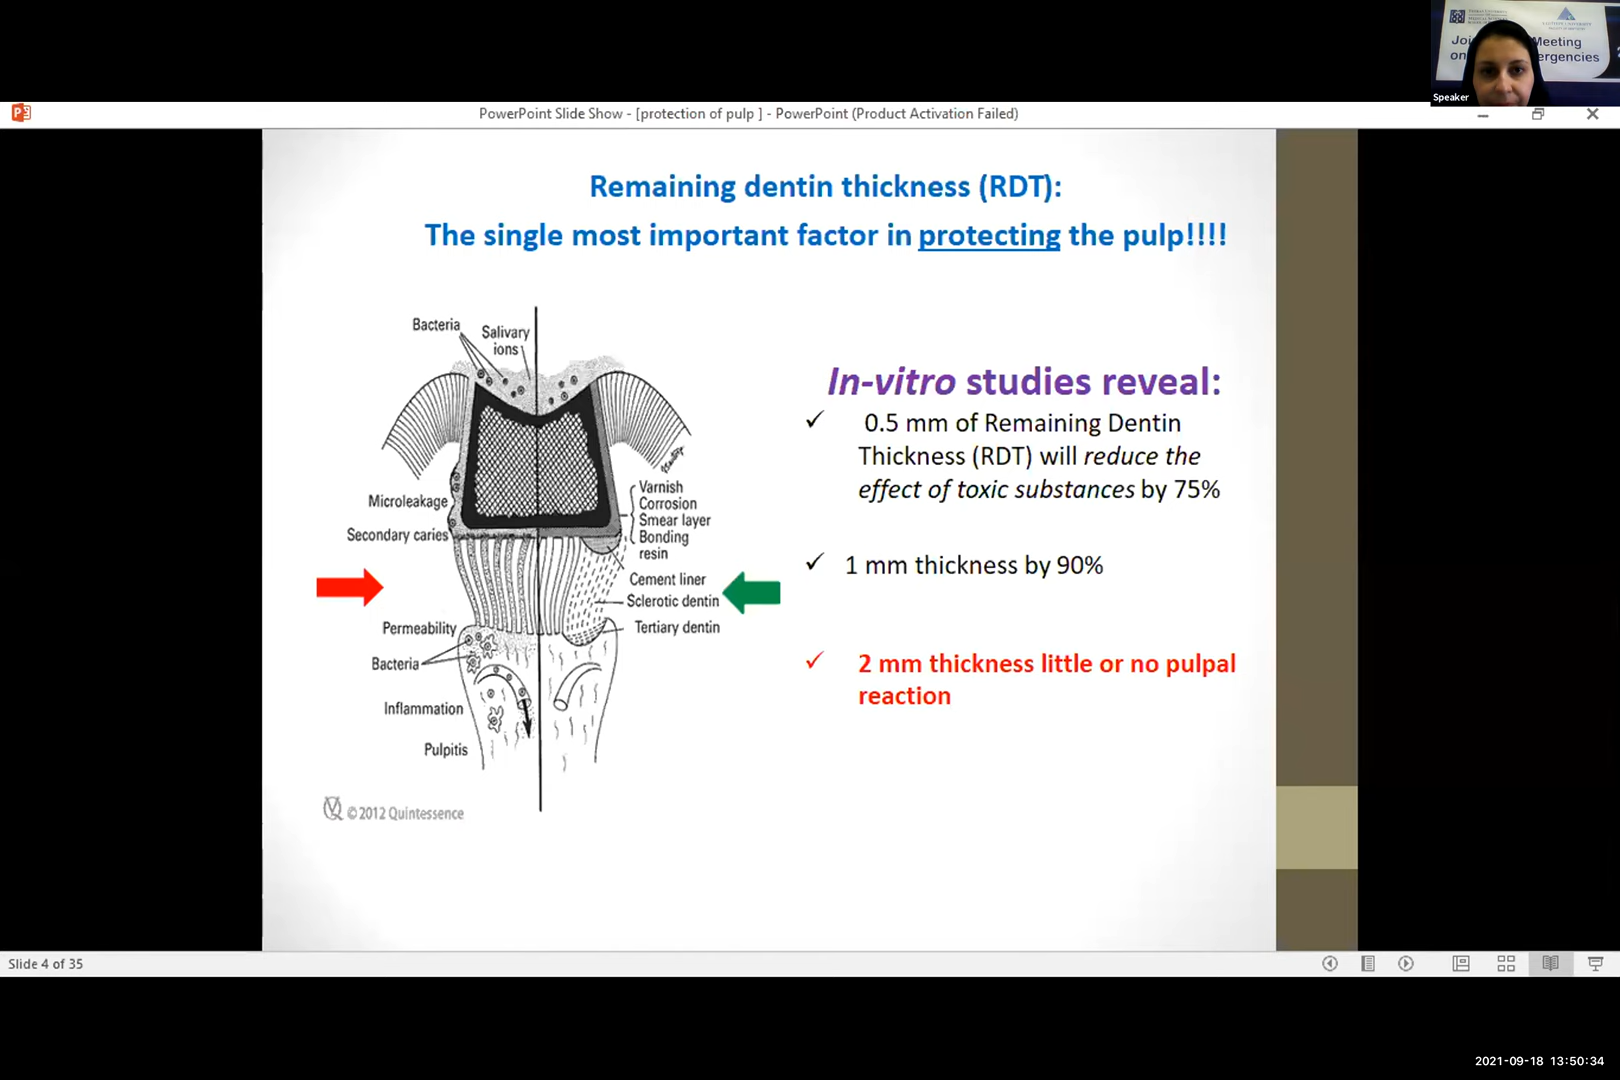 Meeting
ergencies
Speaker
PowerPoint Slide Show - [protection of pulp ] - PowerPoint (Product Activation Failed)
Remaining dentin thickness (RDT):
The single most important factor in protecting the pulp!!!!
Bacteria
Salivary
ions
Microleakage
Secondary caries
Varnish
Corrosion
Smear layer
Bonding
resin
Cement liner
Sclerotic dentin
Tertiary dentin
Permeability
Bacteria
Inflammation
Pulpitis
©2012 Quintessence
In-vitro studies reveal:
✓ 0.5 mm of Remaining Dentin
Thickness (RDT) will reduce the
effect of toxic substances by 75%
✓ 1 mm thickness by 90%
✓ 2 mm thickness little or no pulpal
reaction
Slide 4 of 35
2021-09-18 13:50:34